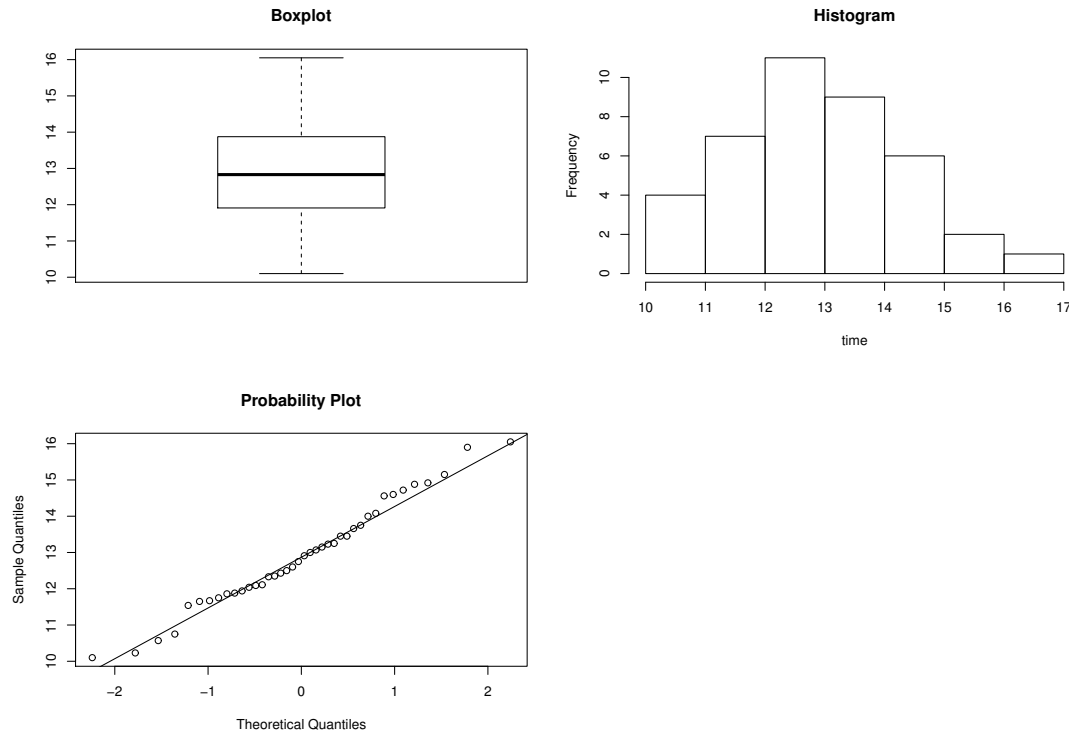 Boxplot
16
15
14
13
12
11
10
Histogram
Frequency
10
8
6
4
2
0
10 11 12 13 14 15 16 17
time
Probability Plot
Sample Quantiles
16
15
14
13
12
11
10
−2 −1 0 1 2
Theoretical Quantiles